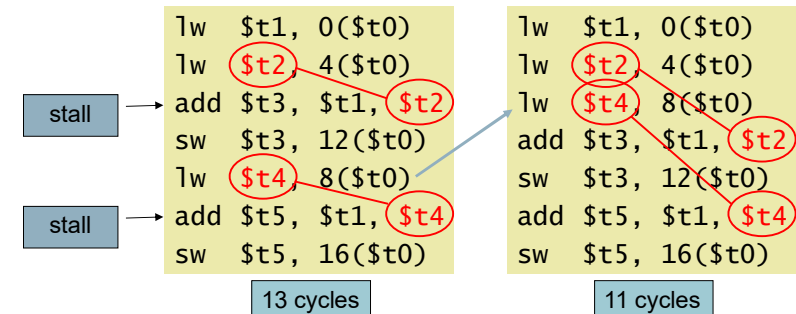 lw $t1, 0($t0)
lw $t2, 4($t0)
stall
add $t3, $t1, $t2
sw $t3, 12($t0)
lw $t4, 8($t0)
stall
add $t5, $t1, $t4
sw $t5, 16($t0)
13 cycles
lw $t1, 0($t0)
lw $t2, 4($t0)
lw $t4, 8($t0)
add $t3, $t1, $t2
sw $t3, 12($t0)
add $t5, $t1, $t4
sw $t5, 16($t0)
11 cycles